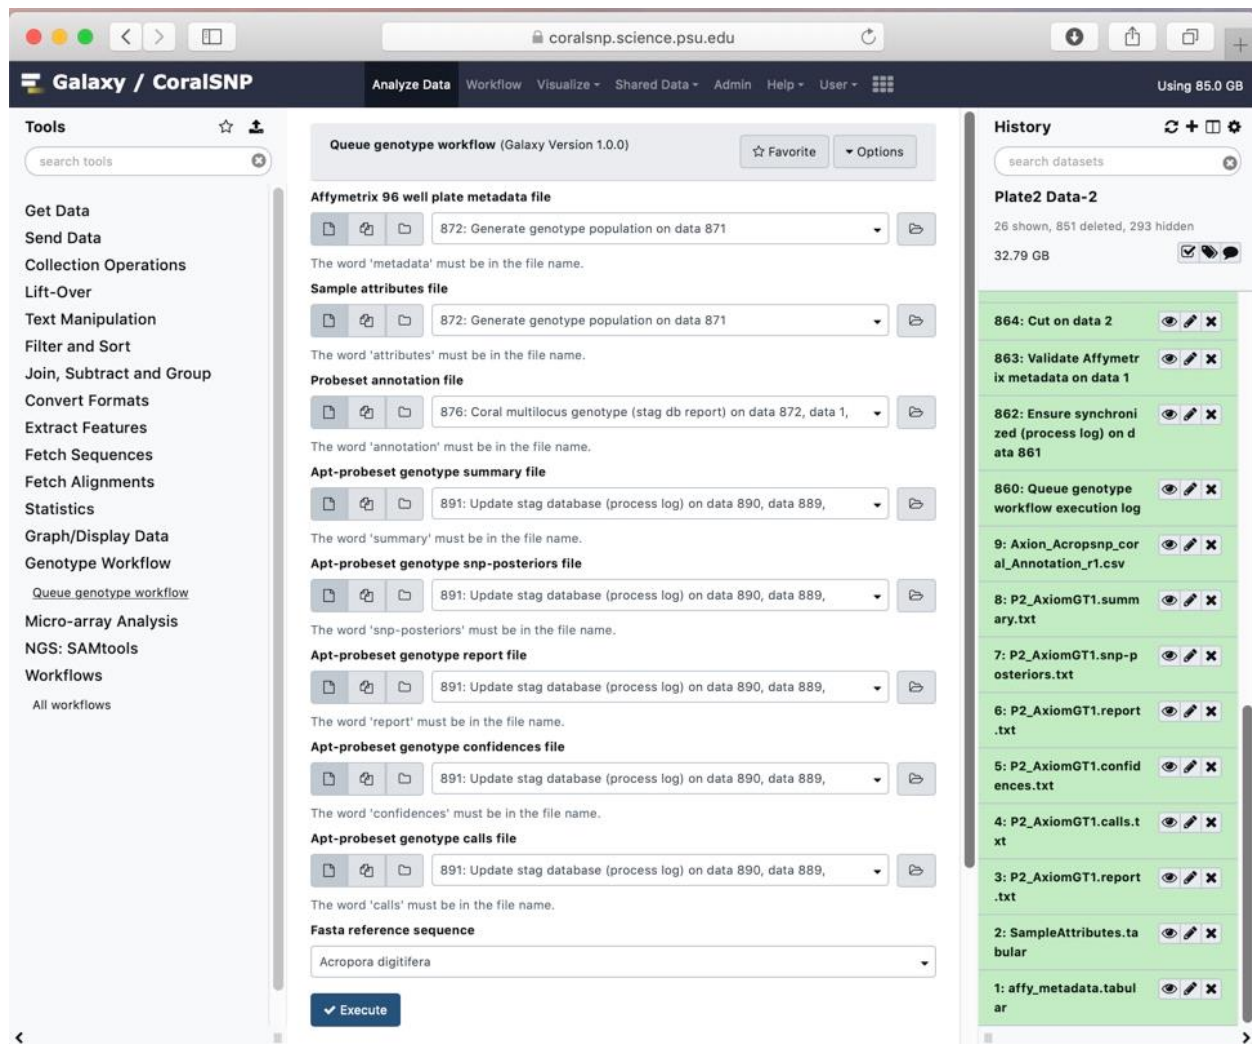 coralsnp.science.psu.edu
Galaxy / CoralSNP
Analyze Data Workflow Visualize Shared Data Admin Help User
Using 85.0 GB
Tools
search tools
Get Data
Send Data
Collection Operations
Lift-Over
Text Manipulation
Filter and Sort
Join, Subtract and Group
Convert Formats
Extract Features
Fetch Sequences
Fetch Alignments
Statistics
Graph/Display Data
Genotype Workflow
Queue genotype workflow
Micro-array Analysis
NGS: SAMtools
Workflows
All workflows
Queue genotype workflow (Galaxy Version 1.0.0)
Favorite
Options
Affymetrix 96 well plate metadata file
872: Generate genotype population on data 871
The word 'metadata' must be in the file name.
Sample attributes file
872: Generate genotype population on data 871
The word 'attributes' must be in the file name.
Probeset annotation file
876: Coral multilocus genotype (stag db report) on data 872, data 1,
The word 'annotation' must be in the file name.
Apt-probeset genotype summary file
891: Update stag database (process log) on data 890, data 889,
The word 'summary' must be in the file name.
Apt-probeset genotype snp-posteriors file
891: Update stag database (process log) on data 890, data 889,
The word 'snp-posteriors' must be in the file name.
Apt-probeset genotype report file
891: Update stag database (process log) on data 890, data 889,
The word 'report' must be in the file name.
Apt-probeset genotype confidences file
891: Update stag database (process log) on data 890, data 889,
The word 'confidences' must be in the file name.
Apt-probeset genotype calls file
891: Update stag database (process log) on data 890, data 889,
The word 'calls' must be in the file name.
Fasta reference sequence
Acropora digitifera
Execute
History
search datasets
Plate2 Data-2
26 shown, 851 deleted, 293 hidden
32.79 GB
864: Cut on data 2
863: Validate Affymetr
ix metadata on data 1
862: Ensure synchroni
zed (process log) on d
ata 861
860: Queue genotype
workflow execution log
9: Axion_Acropsnp_cor
al_Annotation_r1.csv
8: P2_AxiomGT1.summ
ary.txt
7: P2_AxiomGT1.snp-p
osteriors.txt
6: P2_AxiomGT1.report
.txt
5: P2_AxiomGT1.confid
ences.txt
4: P2_AxiomGT1.calls.t
xt
3: P2_AxiomGT1.report
.txt
2: SampleAttributes.ta
bular
1: affy_metadata.tabul
ar